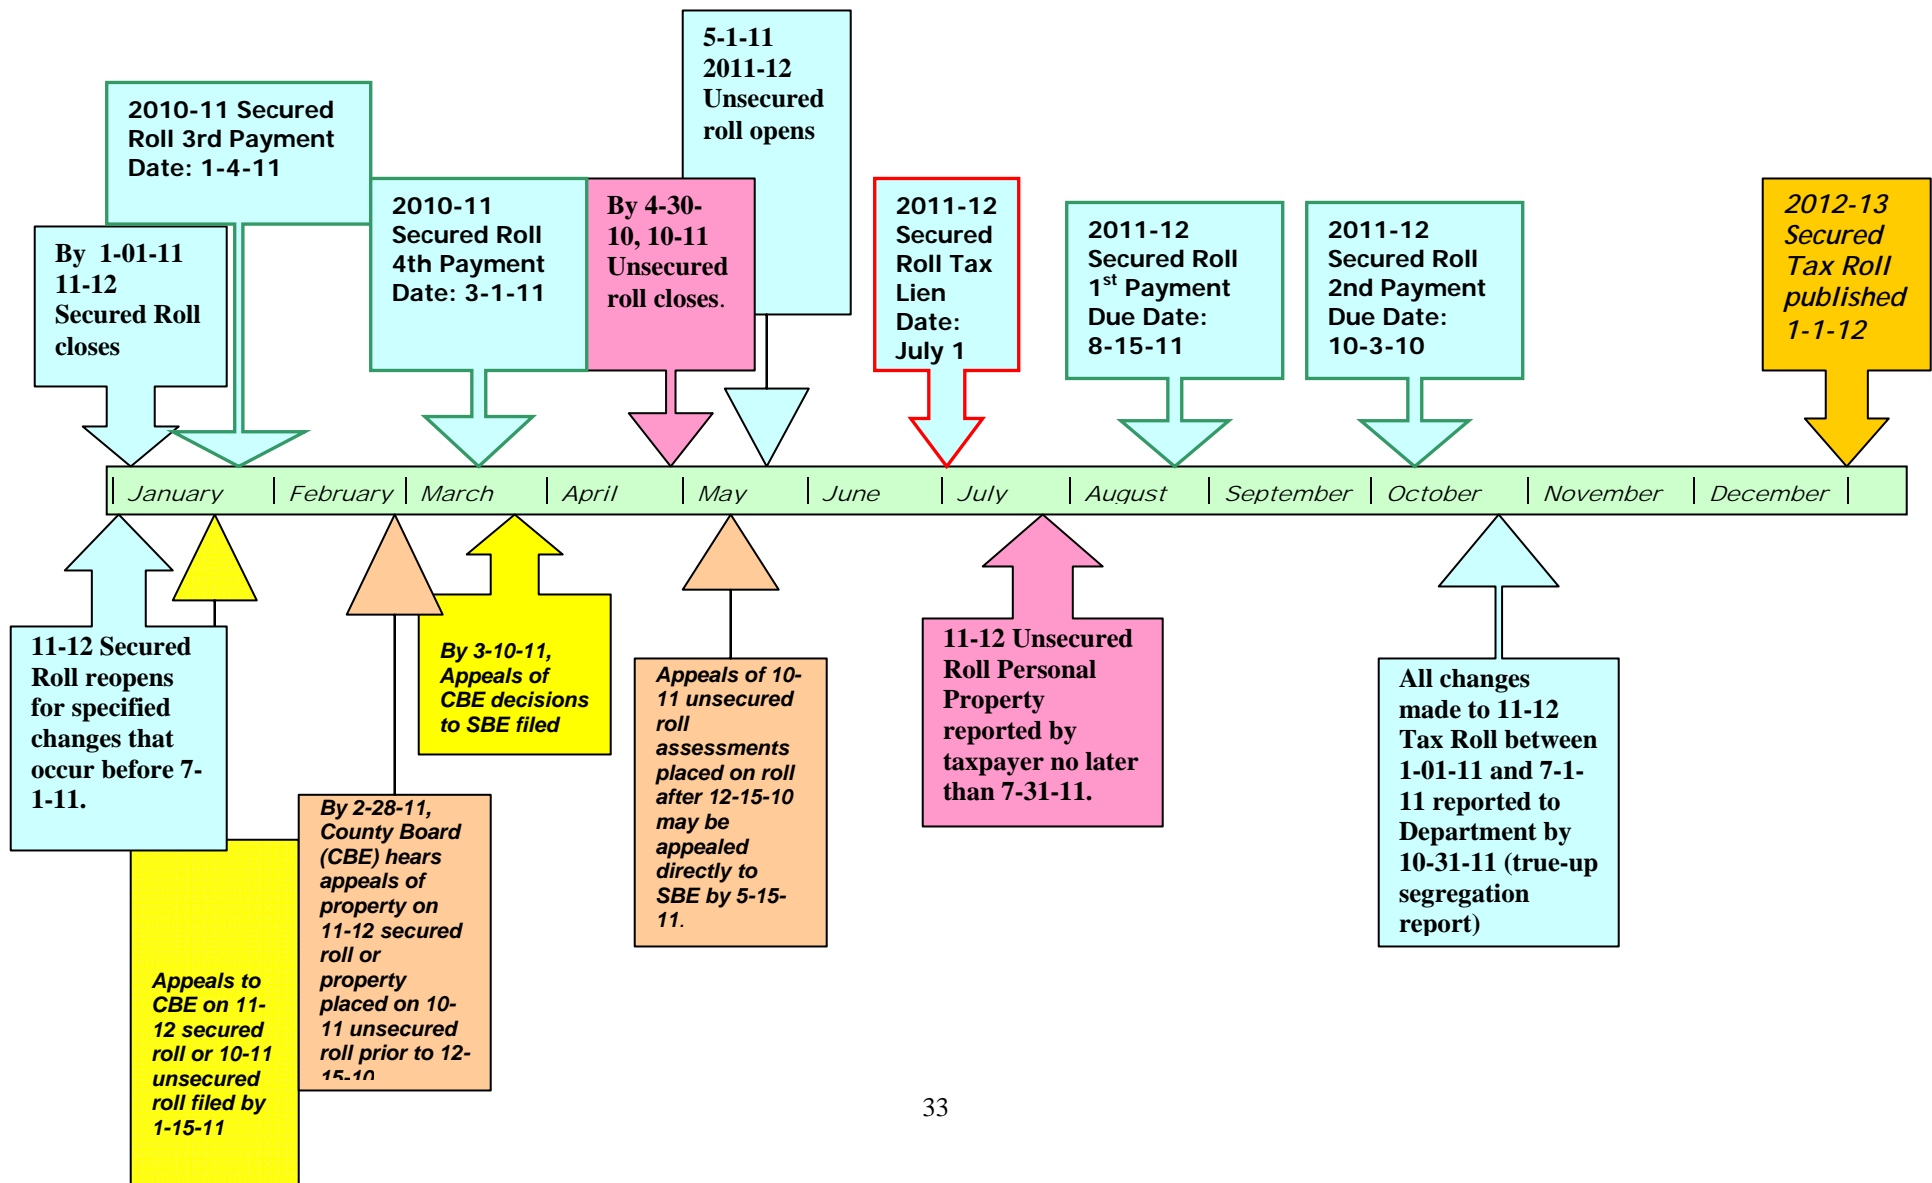 5-1-11
2011-12
Unsecured
roll opens
2010-11 Secured
Roll 3rd Payment
Date: 1-4-11
By  1-01-11
11-12
Secured Roll
closes
2010-11
Secured Roll
4th Payment
Date: 3-1-11
By 4-30-
10, 10-11
Unsecured
roll closes.
2011-12
Secured
Roll Tax
Lien
Date:
July 1
2011-12
Secured Roll
1st Payment
Due Date:
8-15-11
2011-12
Secured Roll
2nd Payment
Due Date:
10-3-10
2012-13
Secured
Tax Roll
published
1-1-12
January February March April May June July August September October November December
11-12 Secured
Roll reopens
for specified
changes that
occur before 7-
1-11.
Appeals to
CBE on 11-
12 secured
roll or 10-11
unsecured
roll filed by
1-15-11
By 2-28-11,
County Board
(CBE) hears
appeals of
property on
11-12 secured
roll or
property
placed on 10-
11 unsecured
roll prior to 12-
15-10
By 3-10-11,
Appeals of
CBE decisions
to SBE filed
Appeals of 10-
11 unsecured
roll
assessments
placed on roll
after 12-15-10
may be
appealed
directly to
SBE by 5-15-
11.
11-12 Unsecured
Roll Personal
Property
reported by
taxpayer no later
than 7-31-11.
All changes
made to 11-12
Tax Roll between
1-01-11 and 7-1-
11 reported to
Department by
10-31-11 (true-up
segregation
report)
33